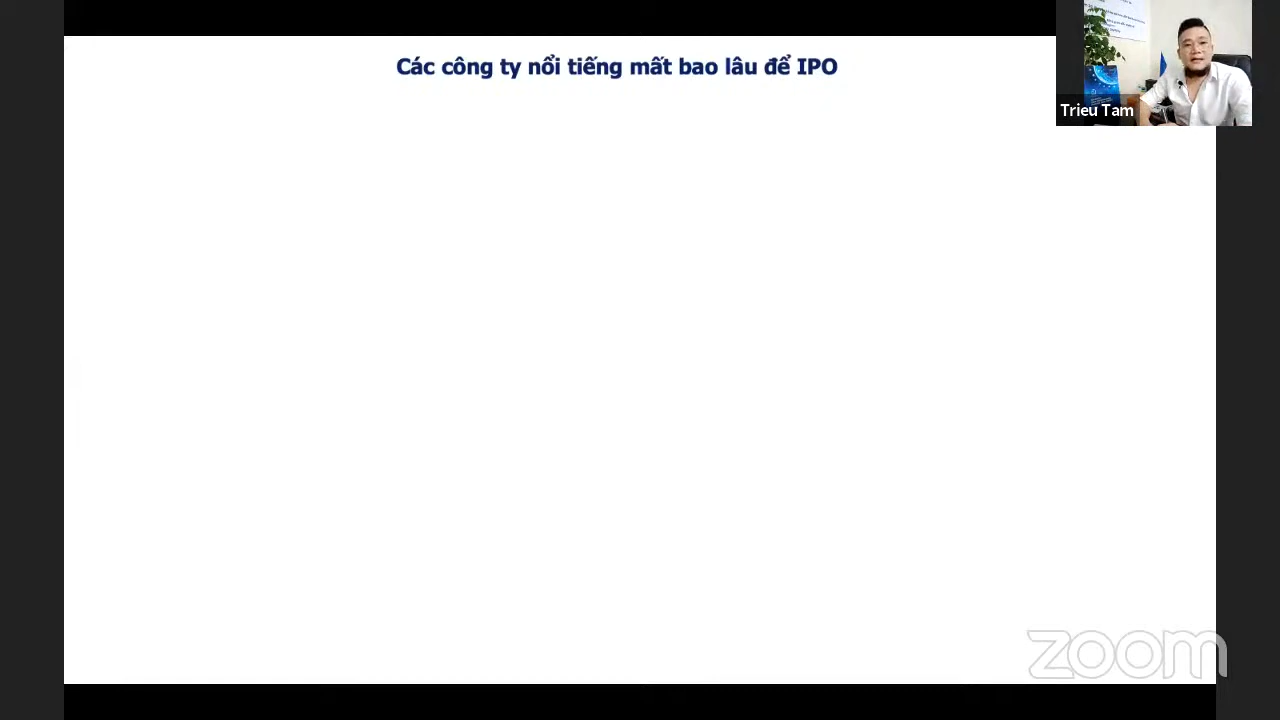 Các công ty nổi tiếng mất bao lâu để IPO
Trieu Tam
zoom